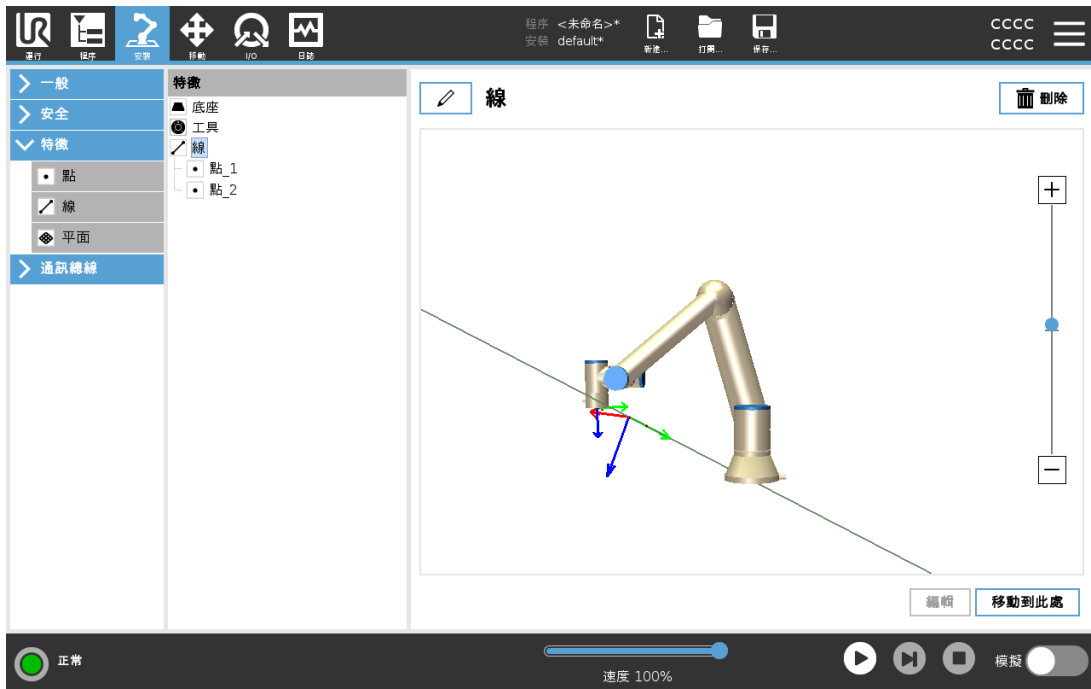 程序 <未命名>*
安裝 default*
CCCC
CCCC
運行
程序
安裝
移動
I/O
日誌
新建...
打開...
保存...
一般
安全
特徵
點
線
平面
通訊總線
特徵
底座
工具
線
點_1
點_2
線
刪除
編輯
移動到此處
正常
速度 100%
模擬